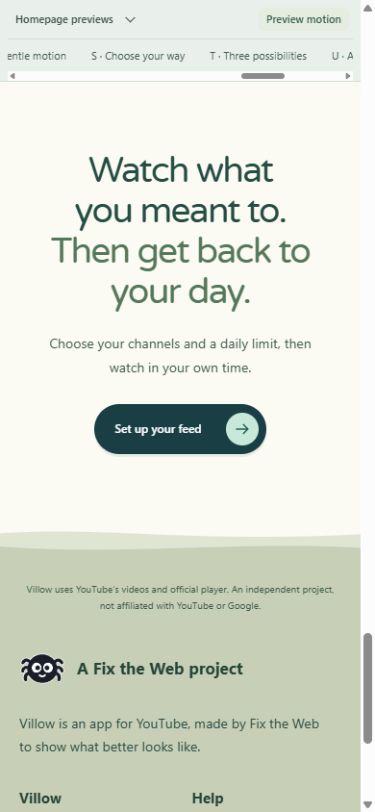 Homepage previews
Preview motion
entle motion S · Choose your way T · Three possibilities U · A
Watch what
you meant to.
Then get back to
your day.
Choose your channels and a daily limit, then
watch in your own time.
Set up your feed
Villow uses YouTube's videos and official player. An independent project,
not affiliated with YouTube or Google.
A Fix the Web project
Villow is an app for YouTube, made by Fix the Web
to show what better looks like.
Villow Help